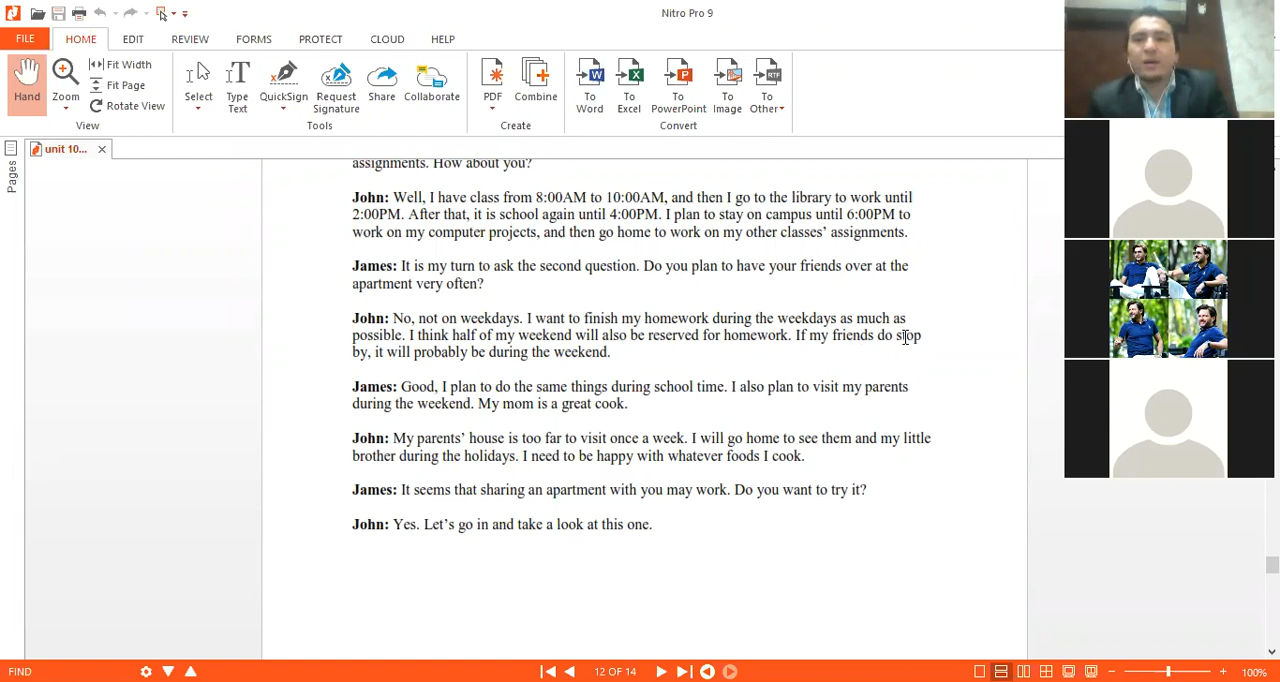 Nitro Pro 9
FILE HOME EDIT REVIEW FORMS PROTECT CLOUD HELP
Hand
Zoom
Fit Width
Fit Page
Rotate View
View
Select
Type Text
QuickSign
Request Signature
Share
Collaborate
Tools
PDF
Combine
Create
To Word
To Excel
To PowerPoint
To Image
To Other
Convert
Pages
unit 10...
assignments. How about you?
John: Well, I have class from 8:00AM to 10:00AM, and then I go to the library to work until
2:00PM. After that, it is school again until 4:00PM. I plan to stay on campus until 6:00PM to
work on my computer projects, and then go home to work on my other classes’ assignments.
James: It is my turn to ask the second question. Do you plan to have your friends over at the
apartment very often?
John: No, not on weekdays. I want to finish my homework during the weekdays as much as
possible. I think half of my weekend will also be reserved for homework. If my friends do stop
by, it will probably be during the weekend.
James: Good, I plan to do the same things during school time. I also plan to visit my parents
during the weekend. My mom is a great cook.
John: My parents’ house is too far to visit once a week. I will go home to see them and my little
brother during the holidays. I need to be happy with whatever foods I cook.
James: It seems that sharing an apartment with you may work. Do you want to try it?
John: Yes. Let’s go in and take a look at this one.
FIND
12 OF 14
100%